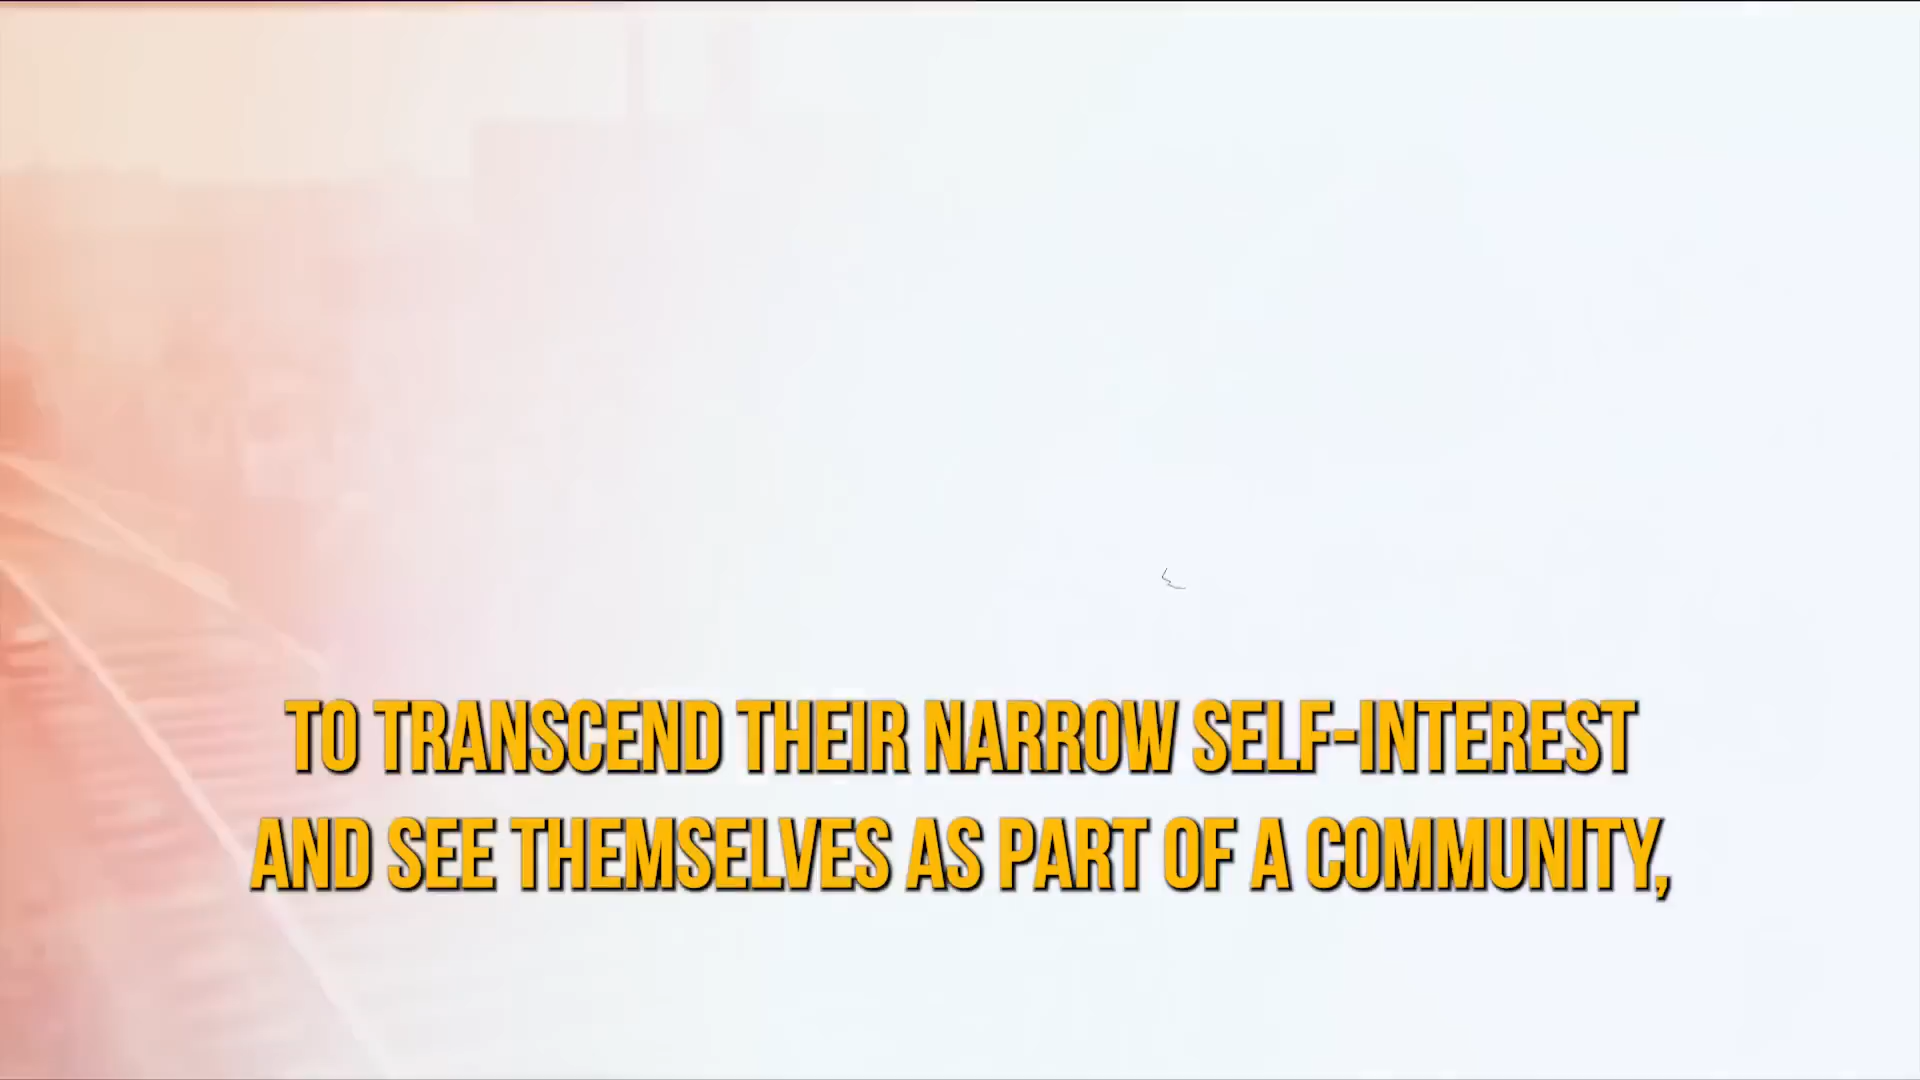 TO TRANSCEND THEIR NARROW SELF-INTEREST
AND SEE THEMSELVES AS PART OF A COMMUNITY,